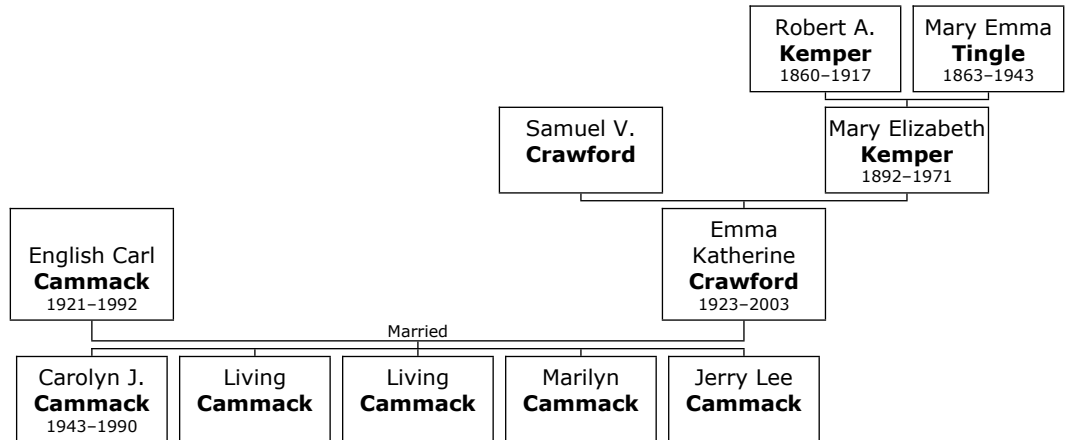 Robert A.
Kemper
1860–1917
Mary Emma
Tingle
1863–1943
Samuel V.
Crawford
Mary Elizabeth
Kemper
1892–1971
English Carl
Cammack
1921–1992
Emma
Katherine
Crawford
1923–2003
Married
Carolyn J.
Cammack
1943–1990
Living
Cammack
Living
Cammack
Marilyn
Cammack
Jerry Lee
Cammack